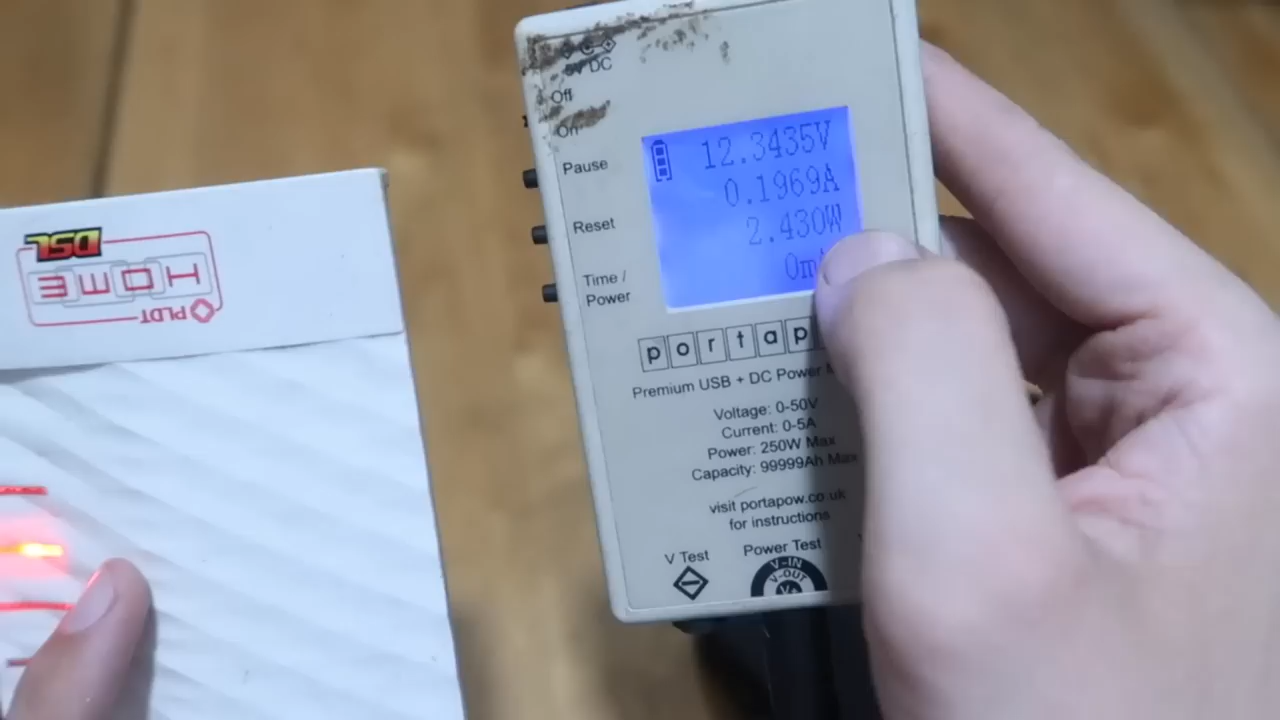 DSL
HOME
PLDT
5V DC
Off
On
Pause
Reset
Time /
Power
12.3435V
0.1969A
2.430W
portap
Premium USB + DC Power
Voltage: 0-50V
Current: 0-5A
Power: 250W Max
Capacity: 99999Ah Max
visit portapow.co.uk
for instructions
V Test
Power Test
V-IN
V-OUT
V+